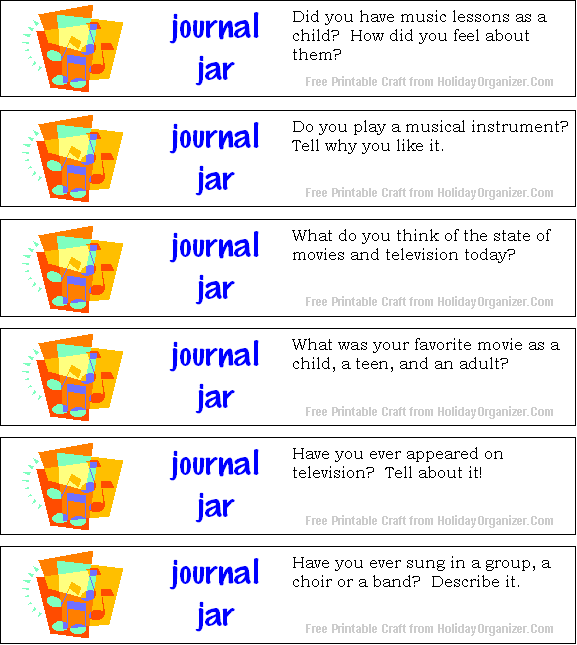 journal
jar
Did you have music lessons as a
child?  How did you feel about
them?
Free Printable Craft from HolidayOrganizer.Com
journal
jar
Do you play a musical instrument?
Tell why you like it.
Free Printable Craft from HolidayOrganizer.Com
journal
jar
What do you think of the state of
movies and television today?
Free Printable Craft from HolidayOrganizer.Com
journal
jar
What was your favorite movie as a
child, a teen, and an adult?
Free Printable Craft from HolidayOrganizer.Com
journal
jar
Have you ever appeared on
television?  Tell about it!
Free Printable Craft from HolidayOrganizer.Com
journal
jar
Have you ever sung in a group, a
choir or a band?  Describe it.
Free Printable Craft from HolidayOrganizer.Com